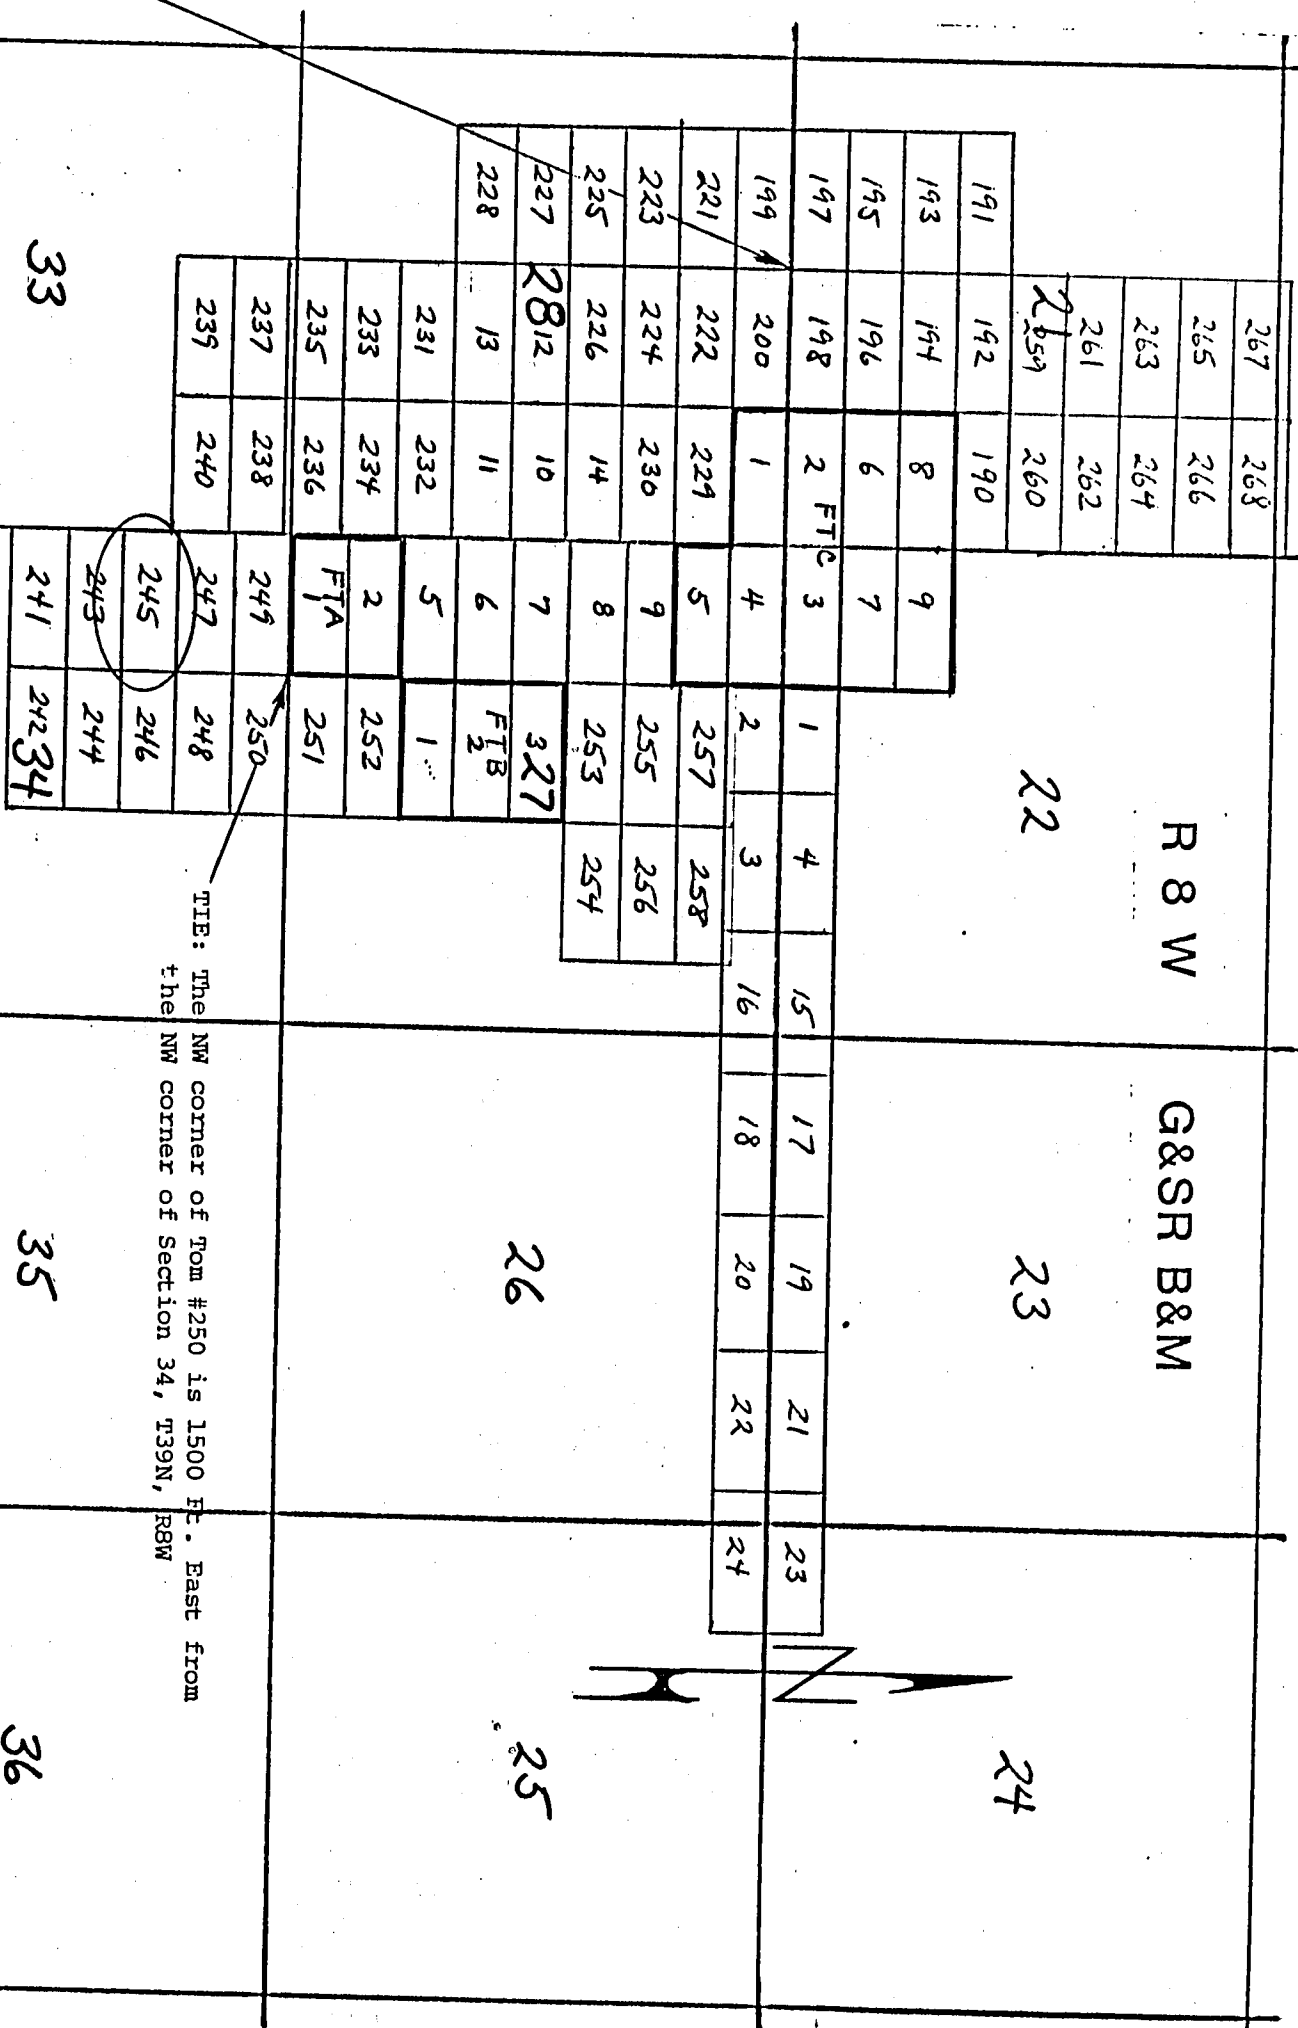 267 268
265 266
R 8 W G&SR B&M
263 264
261 262
21 22 23 24
259 260
191 192 190
193 194 8 9
195 196 6 7
FTC
197 198 2 3 1 4 15 17 19 21 23
199 200 1 4 2 3 16 18 20 22 24
221 222 229 5 257 258
223 224 230 9 255 256
225 226 14 8 253 254
28 27 26 25
227 12 10 7 3
228 13 11 6 FTB 2
231 232 5 1
233 234 2 252
235 236 FTA 1 251
237 238 249 250
239 240 247 248
TIE: The NW corner of Tom #250 is 1500 Ft. East from
the NW corner of Section 34, T39N, R8W
245 246
243 244
241 242
33 34 35 36